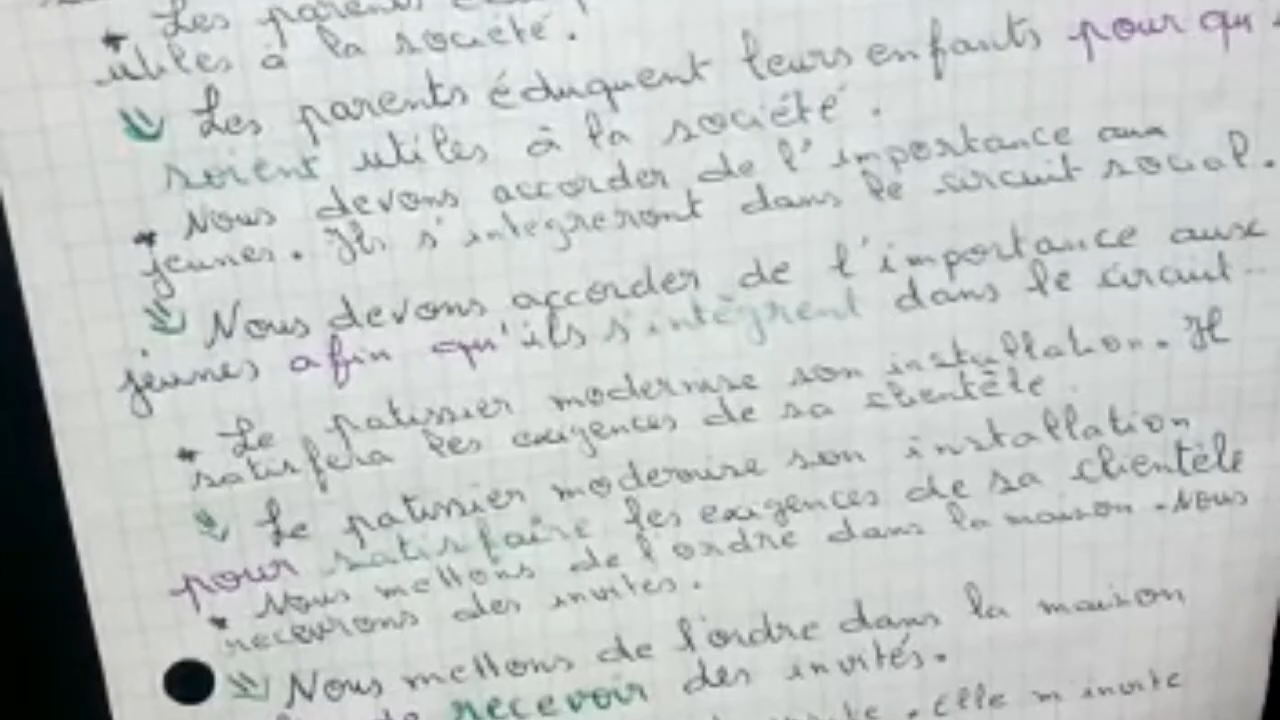 * Les parents
utiles à la société.
Les parents éduquent leurs enfants pour qu'
soient utiles à la société.
* Nous devons accorder de l'importance aux
jeunes. Ils s'intègreront dans le circuit social.
Nous devons accorder de l'importance aux
jeunes afin qu'ils s'intègrent dans le circuit
* Le patissier modernise son installation. Il
satisfera les exigences de sa clientèle.
Le patissier modernise son installation
pour satisfaire les exigences de sa clientèle
* Nous mettons de l'ordre dans la maison. Nous
recevrons des invités.
Nous mettons de l'ordre dans la maison
de recevoir des invités.
. Elle m'invite